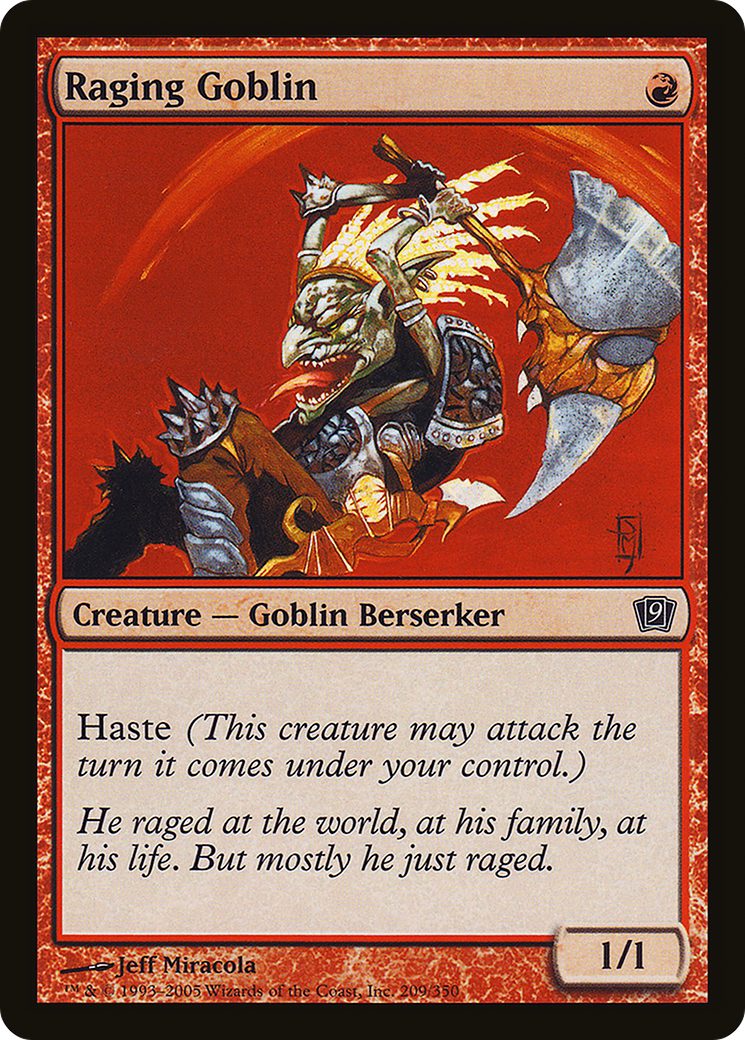 Raging Goblin
Creature — Goblin Berserker
9
Haste (This creature may attack the
turn it comes under your control.)
He raged at the world, at his family, at
his life. But mostly he just raged.
1/1
Jeff Miracola
™ & © 1993–2005 Wizards of the Coast, Inc. 209/350